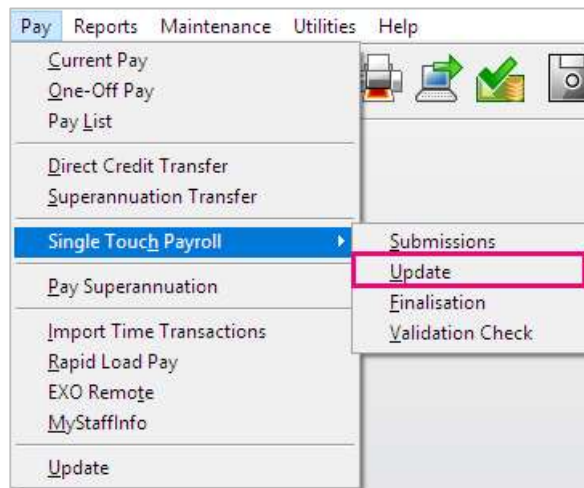 Pay Reports Maintenance Utilities Help
Current Pay
One-Off Pay
Pay List
Direct Credit Transfer
Superannuation Transfer
Single Touch Payroll
Pay Superannuation
Import Time Transactions
Rapid Load Pay
EXO Remote
MyStaffInfo
Update
Submissions
Update
Finalisation
Validation Check